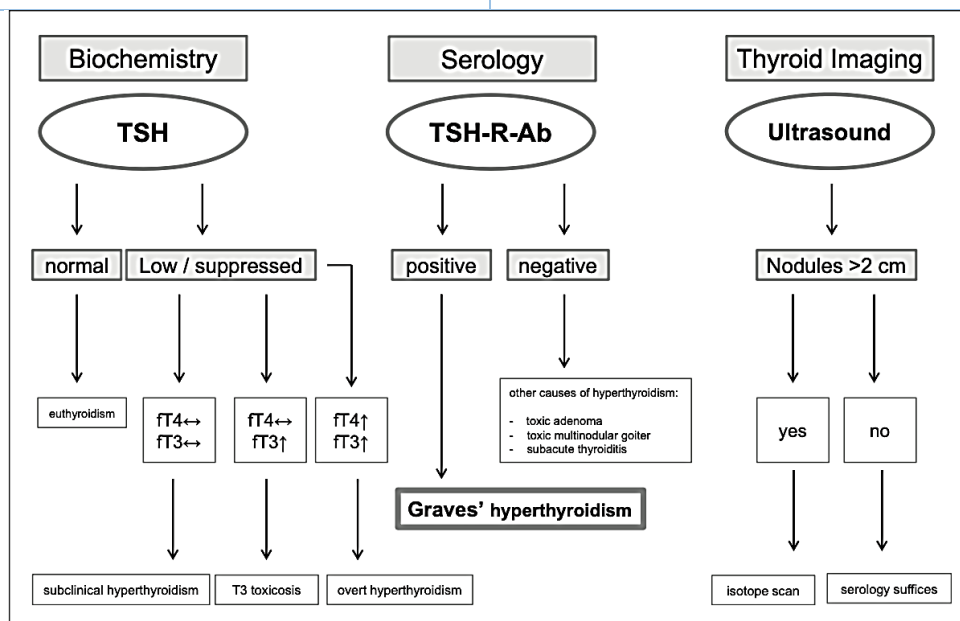 Biochemistry
TSH
normal
Low / suppressed
euthyroidism
fT4↔
fT3↔
fT4↔
fT3↑
fT4↑
fT3↑
subclinical hyperthyroidism
T3 toxicosis
overt hyperthyroidism
Serology
TSH-R-Ab
positive
negative
other causes of hyperthyroidism:
- toxic adenoma
- toxic multinodular goiter
- subacute thyroiditis
Graves' hyperthyroidism
Thyroid Imaging
Ultrasound
Nodules >2 cm
yes
no
isotope scan
serology suffices